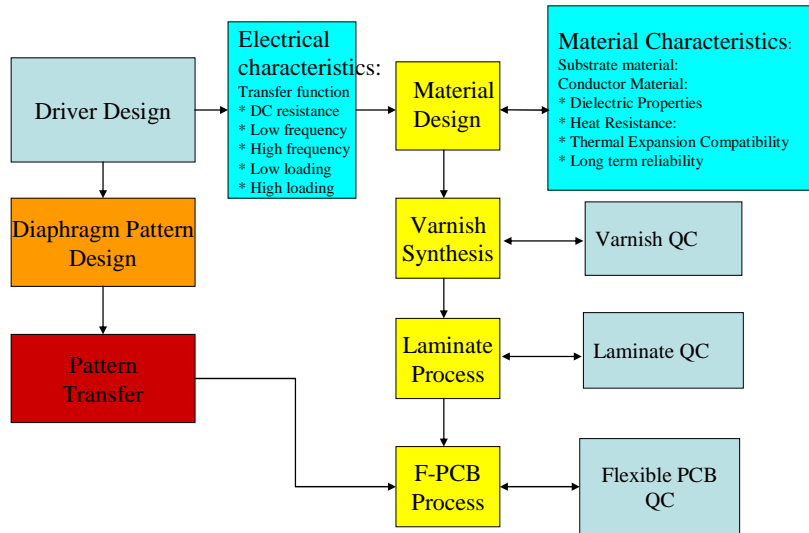 Driver Design
Electrical
characteristics:
Transfer function
* DC resistance
* Low frequency
* High frequency
* Low loading
* High loading
Material
Design
Material Characteristics:
Substrate material:
Conductor Material:
* Dielectric Properties
* Heat Resistance:
* Thermal Expansion Compatibility
* Long term reliability
Diaphragm Pattern
Design
Varnish
Synthesis
Varnish QC
Pattern
Transfer
Laminate
Process
Laminate QC
F-PCB
Process
Flexible PCB
QC